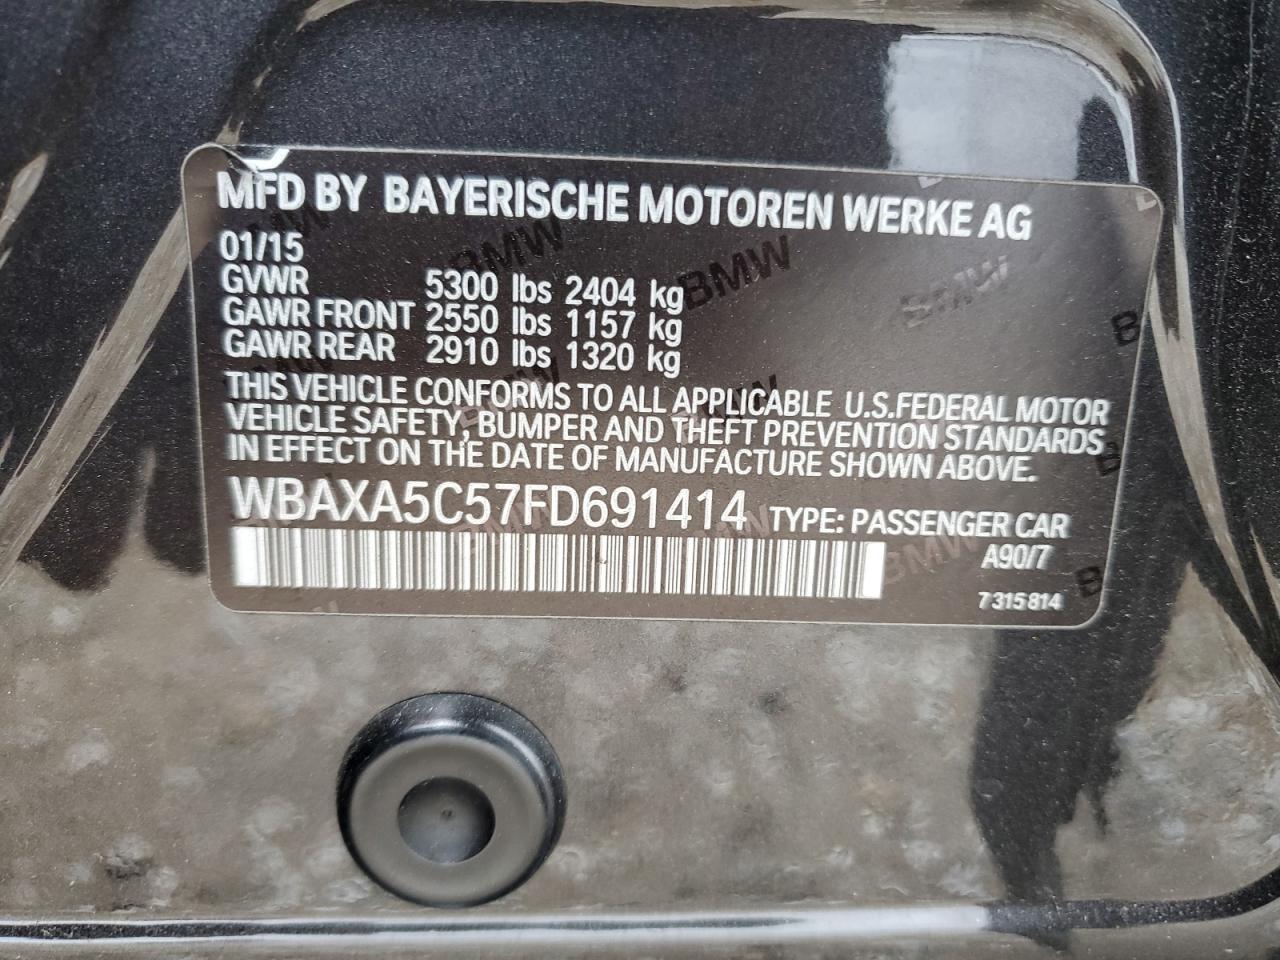 MFD BY BAYERISCHE MOTOREN WERKE AG
01/15
GVWR 5300 lbs 2404 kg
GAWR FRONT 2550 lbs 1157 kg
GAWR REAR 2910 lbs 1320 kg
THIS VEHICLE CONFORMS TO ALL APPLICABLE U.S.FEDERAL MOTOR
VEHICLE SAFETY, BUMPER AND THEFT PREVENTION STANDARDS
IN EFFECT ON THE DATE OF MANUFACTURE SHOWN ABOVE.
WBAXA5C57FD691414 TYPE: PASSENGER CAR
A90/7
7315814